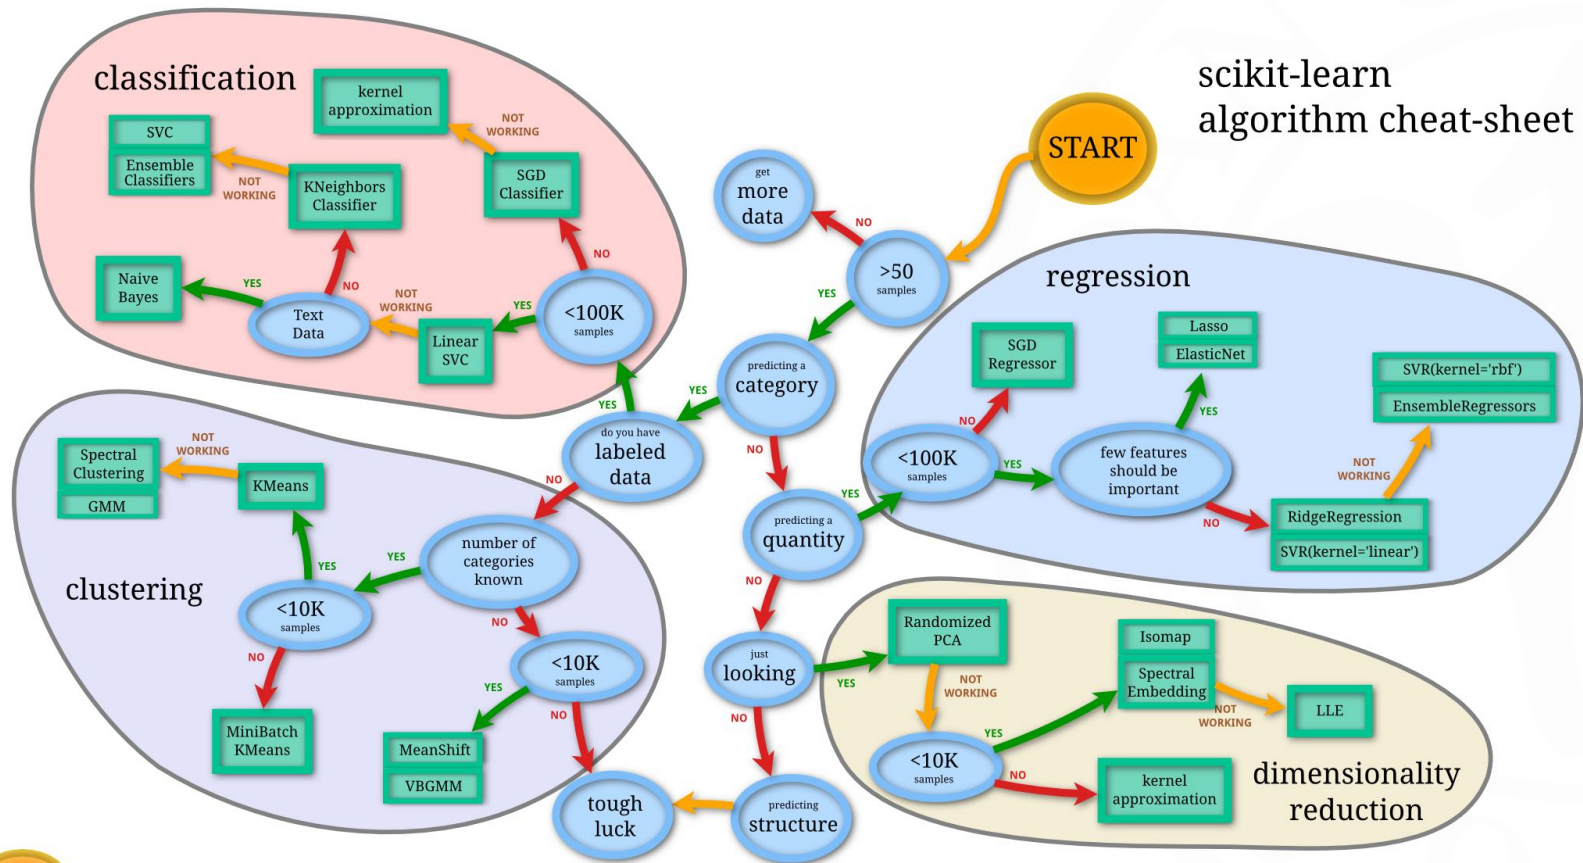 scikit-learn
algorithm cheat-sheet
START
>50
samples
NO
get
more
data
YES
predicting a
category
YES
do you have
labeled
data
NO
predicting a
quantity
YES
NO
just
looking
YES
NO
predicting
structure
tough
luck
classification
YES
<100K
samples
NO
SGD
Classifier
NOT
WORKING
kernel
approximation
YES
Linear
SVC
NOT
WORKING
Text
Data
YES
Naive
Bayes
NO
KNeighbors
Classifier
NOT
WORKING
SVC
Ensemble
Classifiers
clustering
NO
number of
categories
known
YES
<10K
samples
YES
KMeans
NOT
WORKING
Spectral
Clustering
GMM
NO
MiniBatch
KMeans
NO
<10K
samples
YES
MeanShift
VBGMM
NO
regression
<100K
samples
NO
SGD
Regressor
YES
few features
should be
important
YES
Lasso
ElasticNet
NO
RidgeRegression
SVR(kernel='linear')
NOT
WORKING
SVR(kernel='rbf')
EnsembleRegressors
dimensionality
reduction
Randomized
PCA
NOT
WORKING
<10K
samples
YES
Isomap
Spectral
Embedding
NOT
WORKING
LLE
NO
kernel
approximation